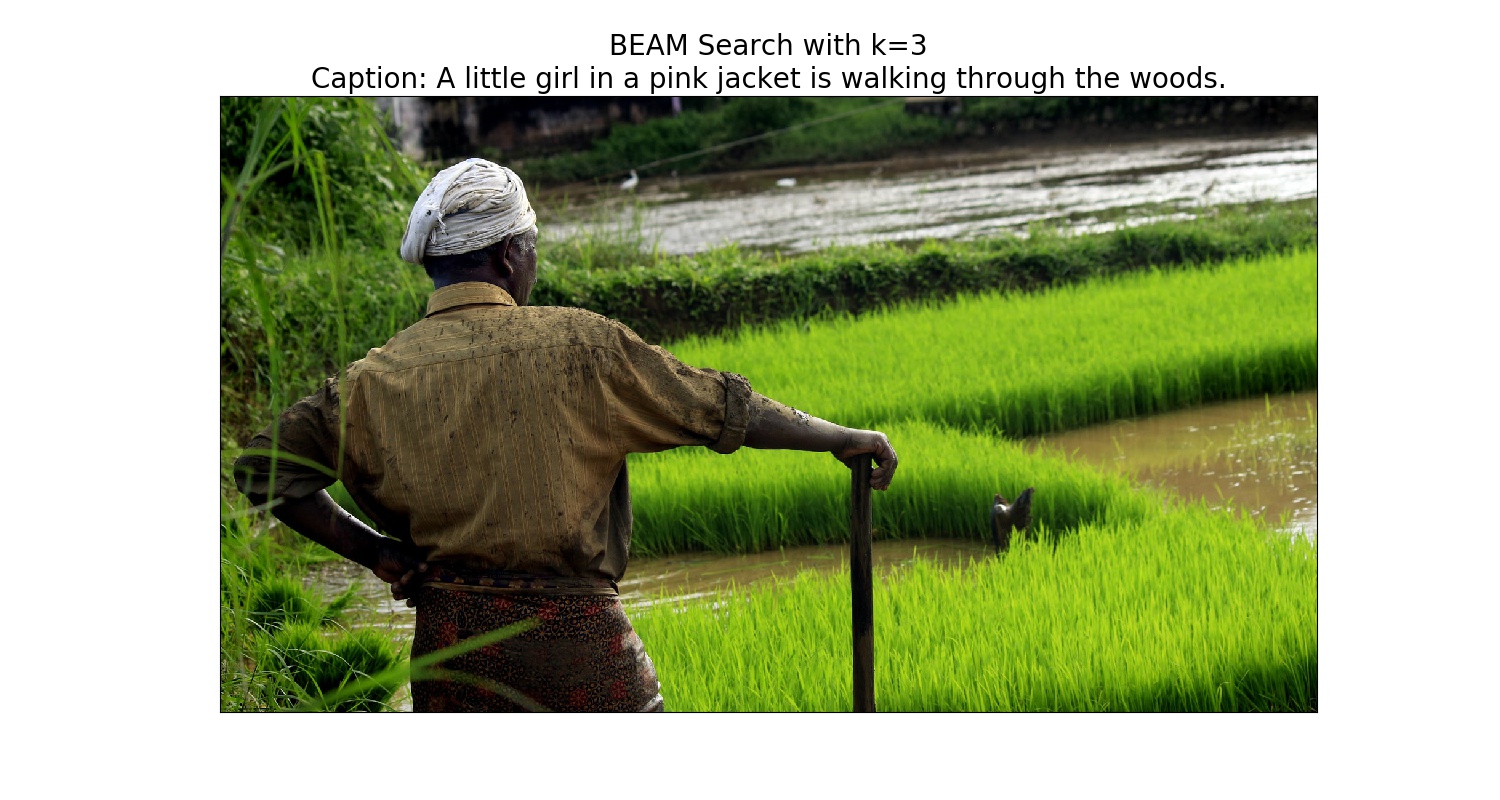 BEAM Search with k=3
Caption: A little girl in a pink jacket is walking through the woods.